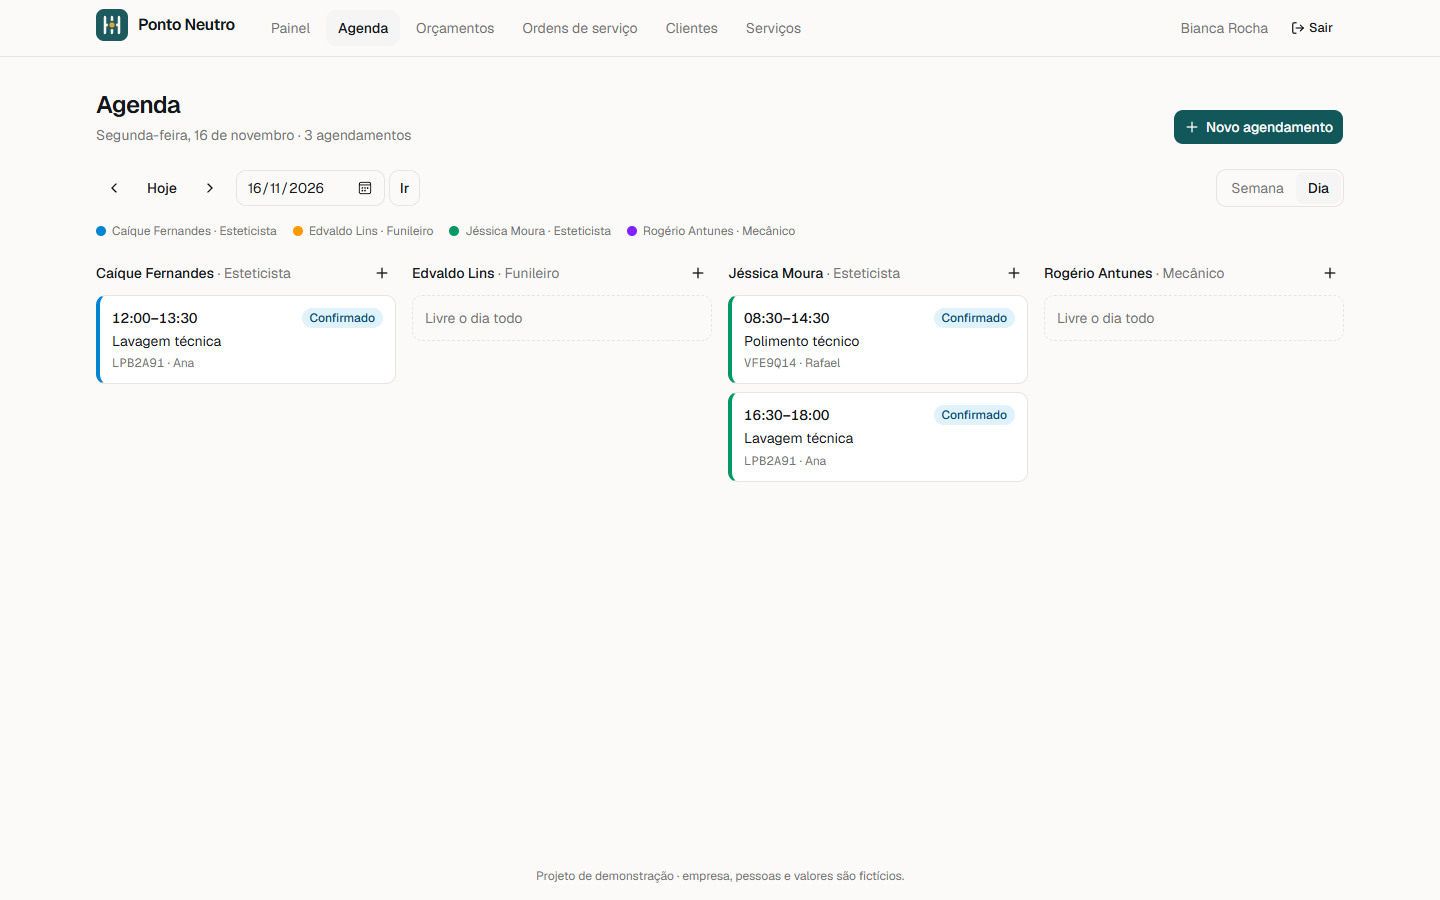 Ponto Neutro
Painel
Agenda
Orçamentos
Ordens de serviço
Clientes
Serviços
Bianca Rocha
Sair
Agenda
Segunda-feira, 16 de novembro · 3 agendamentos
Novo agendamento
Hoje
16/11/2026
Ir
Semana
Dia
Caíque Fernandes · Esteticista
Edvaldo Lins · Funileiro
Jéssica Moura · Esteticista
Rogério Antunes · Mecânico
Caíque Fernandes · Esteticista
12:00–13:30
Confirmado
Lavagem técnica
LPB2A91 · Ana
Edvaldo Lins · Funileiro
Livre o dia todo
Jéssica Moura · Esteticista
08:30–14:30
Confirmado
Polimento técnico
VFE9Q14 · Rafael
16:30–18:00
Confirmado
Lavagem técnica
LPB2A91 · Ana
Rogério Antunes · Mecânico
Livre o dia todo
Projeto de demonstração · empresa, pessoas e valores são fictícios.